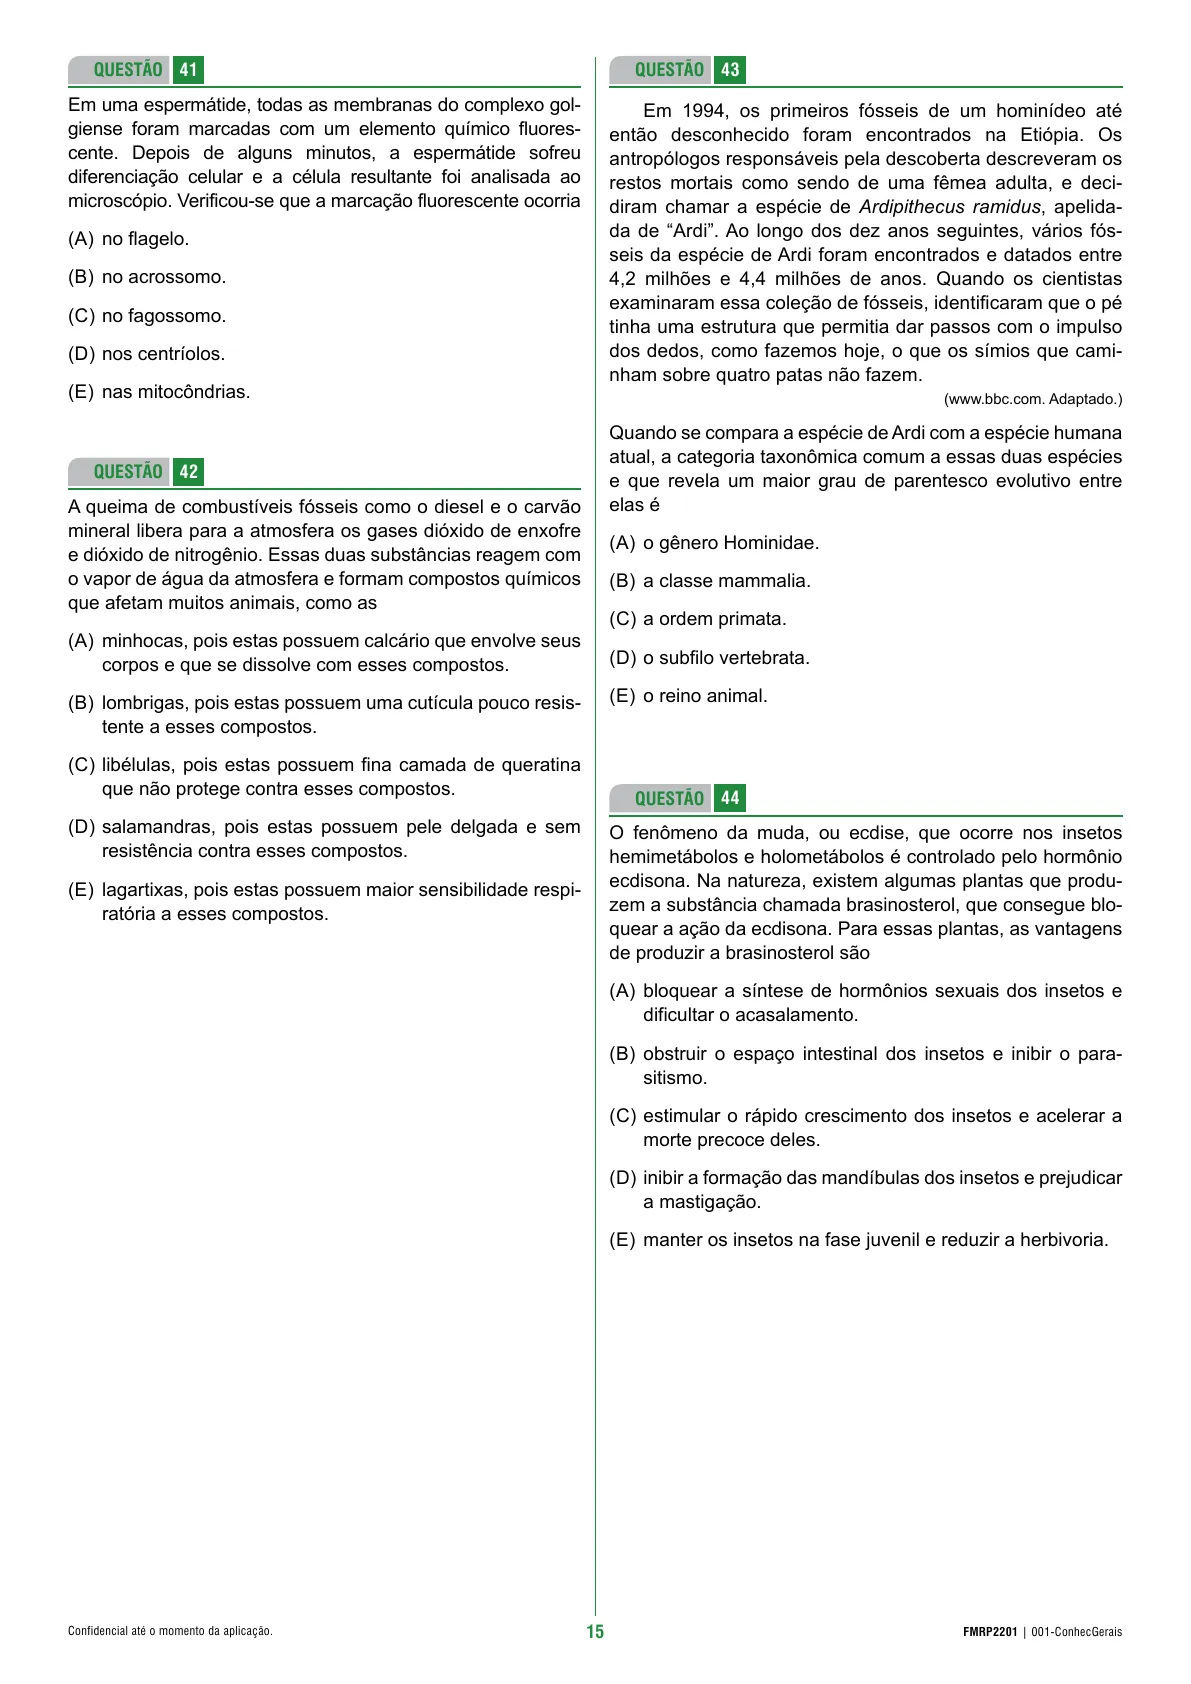 QUESTÃO 41
Em uma espermátide, todas as membranas do complexo gol-
giense foram marcadas com um elemento químico fluores-
cente. Depois de alguns minutos, a espermátide sofreu
diferenciação celular e a célula resultante foi analisada ao
microscópio. Verificou-se que a marcação fluorescente ocorria
(A) no flagelo.
(B) no acrossomo.
(C) no fagossomo.
(D) nos centríolos.
(E) nas mitocôndrias.
QUESTÃO 42
A queima de combustíveis fósseis como o diesel e o carvão
mineral libera para a atmosfera os gases dióxido de enxofre
e dióxido de nitrogênio. Essas duas substâncias reagem com
o vapor de água da atmosfera e formam compostos químicos
que afetam muitos animais, como as
(A) minhocas, pois estas possuem calcário que envolve seus
corpos e que se dissolve com esses compostos.
(B) lombrigas, pois estas possuem uma cutícula pouco resis-
tente a esses compostos.
(C) libélulas, pois estas possuem fina camada de queratina
que não protege contra esses compostos.
(D) salamandras, pois estas possuem pele delgada e sem
resistência contra esses compostos.
(E) lagartixas, pois estas possuem maior sensibilidade respi-
ratória a esses compostos.
QUESTÃO 43
Em 1994, os primeiros fósseis de um hominídeo até
então desconhecido foram encontrados na Etiópia. Os
antropólogos responsáveis pela descoberta descreveram os
restos mortais como sendo de uma fêmea adulta, e deci-
diram chamar a espécie de Ardipithecus ramidus, apelida-
da de “Ardi”. Ao longo dos dez anos seguintes, vários fós-
seis da espécie de Ardi foram encontrados e datados entre
4,2 milhões e 4,4 milhões de anos. Quando os cientistas
examinaram essa coleção de fósseis, identificaram que o pé
tinha uma estrutura que permitia dar passos com o impulso
dos dedos, como fazemos hoje, o que os símios que cami-
nham sobre quatro patas não fazem.
(www.bbc.com. Adaptado.)
Quando se compara a espécie de Ardi com a espécie humana
atual, a categoria taxonômica comum a essas duas espécies
e que revela um maior grau de parentesco evolutivo entre
elas é
(A) o gênero Hominidae.
(B) a classe mammalia.
(C) a ordem primata.
(D) o subfilo vertebrata.
(E) o reino animal.
QUESTÃO 44
O fenômeno da muda, ou ecdise, que ocorre nos insetos
hemimetábolos e holometábolos é controlado pelo hormônio
ecdisona. Na natureza, existem algumas plantas que produ-
zem a substância chamada brasinosterol, que consegue blo-
quear a ação da ecdisona. Para essas plantas, as vantagens
de produzir a brasinosterol são
(A) bloquear a síntese de hormônios sexuais dos insetos e
dificultar o acasalamento.
(B) obstruir o espaço intestinal dos insetos e inibir o para-
sitismo.
(C) estimular o rápido crescimento dos insetos e acelerar a
morte precoce deles.
(D) inibir a formação das mandíbulas dos insetos e prejudicar
a mastigação.
(E) manter os insetos na fase juvenil e reduzir a herbivoria.
Confidencial até o momento da aplicação.
15
FMRP2201 | 001-ConhecGerais